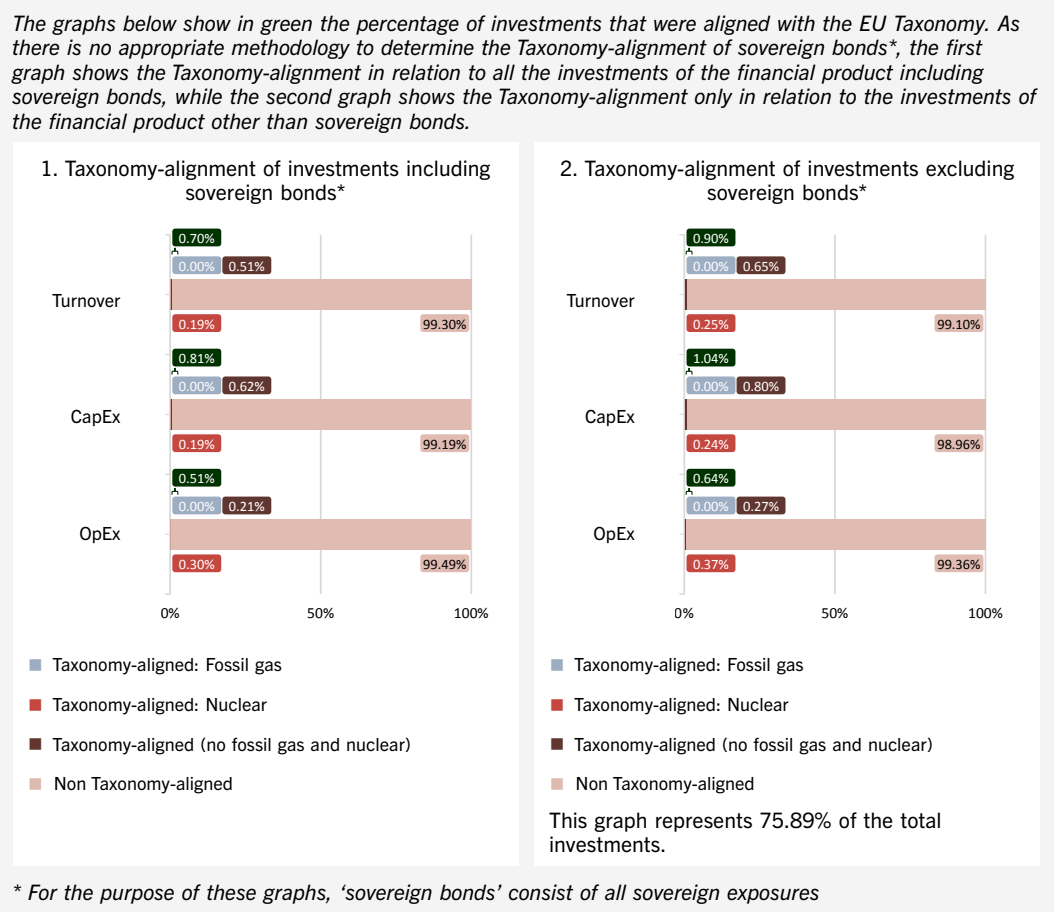 The graphs below show in green the percentage of investments that were aligned with the EU Taxonomy. As
there is no appropriate methodology to determine the Taxonomy-alignment of sovereign bonds*, the first
graph shows the Taxonomy-alignment in relation to all the investments of the financial product including
sovereign bonds, while the second graph shows the Taxonomy-alignment only in relation to the investments of
the financial product other than sovereign bonds.
1. Taxonomy-alignment of investments including
sovereign bonds*
0.70%
0.00% 0.51%
Turnover
0.19% 99.30%
0.81%
0.00% 0.62%
CapEx
0.19% 99.19%
0.51%
0.00% 0.21%
OpEx
0.30% 99.49%
0% 50% 100%
Taxonomy-aligned: Fossil gas
Taxonomy-aligned: Nuclear
Taxonomy-aligned (no fossil gas and nuclear)
Non Taxonomy-aligned
2. Taxonomy-alignment of investments excluding
sovereign bonds*
0.90%
0.00% 0.65%
Turnover
0.25% 99.10%
1.04%
0.00% 0.80%
CapEx
0.24% 98.96%
0.64%
0.00% 0.27%
OpEx
0.37% 99.36%
0% 50% 100%
Taxonomy-aligned: Fossil gas
Taxonomy-aligned: Nuclear
Taxonomy-aligned (no fossil gas and nuclear)
Non Taxonomy-aligned
This graph represents 75.89% of the total
investments.
* For the purpose of these graphs, ‘sovereign bonds’ consist of all sovereign exposures